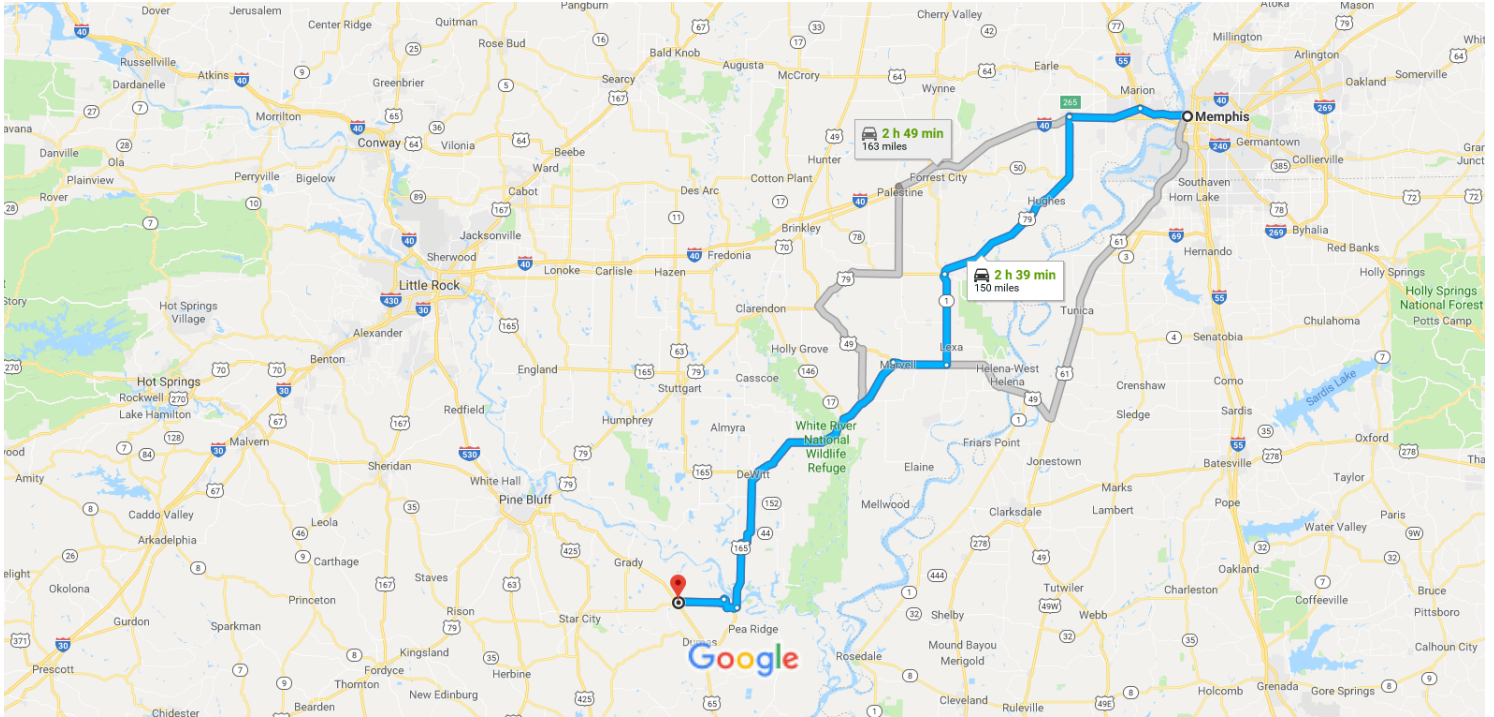 Dover
Jerusalem
Center Ridge
Quitman
Pangburn
Cherry Valley
Atoka
Mason
Russellville
Rose Bud
Bald Knob
Augusta
McCrory
Earle
Millington
Arlington
Dardanelle
Atkins
Greenbrier
Searcy
Wynne
Marion
Oakland
Somerville
Morrilton
265
Memphis
Germantown
Collierville
Danville
Ola
Conway
Vilonia
Beebe
Hunter
2 h 49 min
163 miles
Plainview
Perryville
Bigelow
Ward
Cotton Plant
Forrest City
Palestine
Southaven
Horn Lake
Rover
Cabot
Des Arc
Hughes
Jacksonville
Brinkley
Hernando
Byhalia
Red Banks
Sherwood
Lonoke
Carlisle
Hazen
Fredonia
2 h 39 min
150 miles
Holly Springs
Story
Hot Springs
Village
Little Rock
Clarendon
Tunica
Holly Springs
National Forest
Potts Camp
Alexander
Chulahoma
Benton
Holly Grove
Lexa
Senatobia
Hot Springs
England
Stuttgart
Casscoe
Marvell
Helena-West
Helena
Crenshaw
Como
Sardis Lake
Rockwell
Lake Hamilton
Redfield
Humphrey
Almyra
White River
National
Wildlife
Refuge
Sledge
Sardis
Malvern
Friars Point
Oxford
Amity
Sheridan
White Hall
DeWitt
Elaine
Jonestown
Batesville
Taylor
Pine Bluff
Mellwood
Marks
Pope
Caddo Valley
Leola
Clarksdale
Lambert
Water Valley
Paris
Arkadelphia
Carthage
Grady
Okolona
Staves
Tutwiler
Charleston
Oakland
Coffeeville
Bruce
Princeton
Rison
Star City
Shelby
Webb
Pittsboro
Gurdon
Sparkman
Pea Ridge
Dumas
Mound Bayou
Kingsland
Google
Rosedale
Merigold
Calhoun City
Prescott
Fordyce
Herbine
Thornton
New Edinburg
Cleveland
Holcomb
Grenada
Gore Springs
Bearden
Chidester
Ruleville